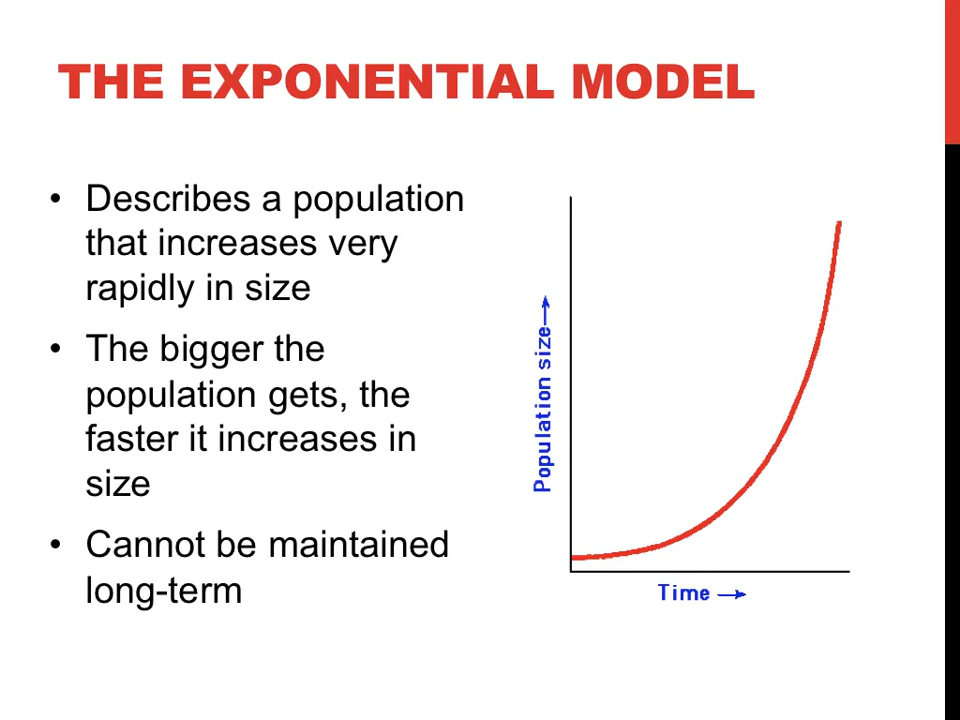 THE EXPONENTIAL MODEL
• Describes a population
that increases very
rapidly in size
• The bigger the
population gets, the
faster it increases in
size
• Cannot be maintained
long-term
Population size→
Time →